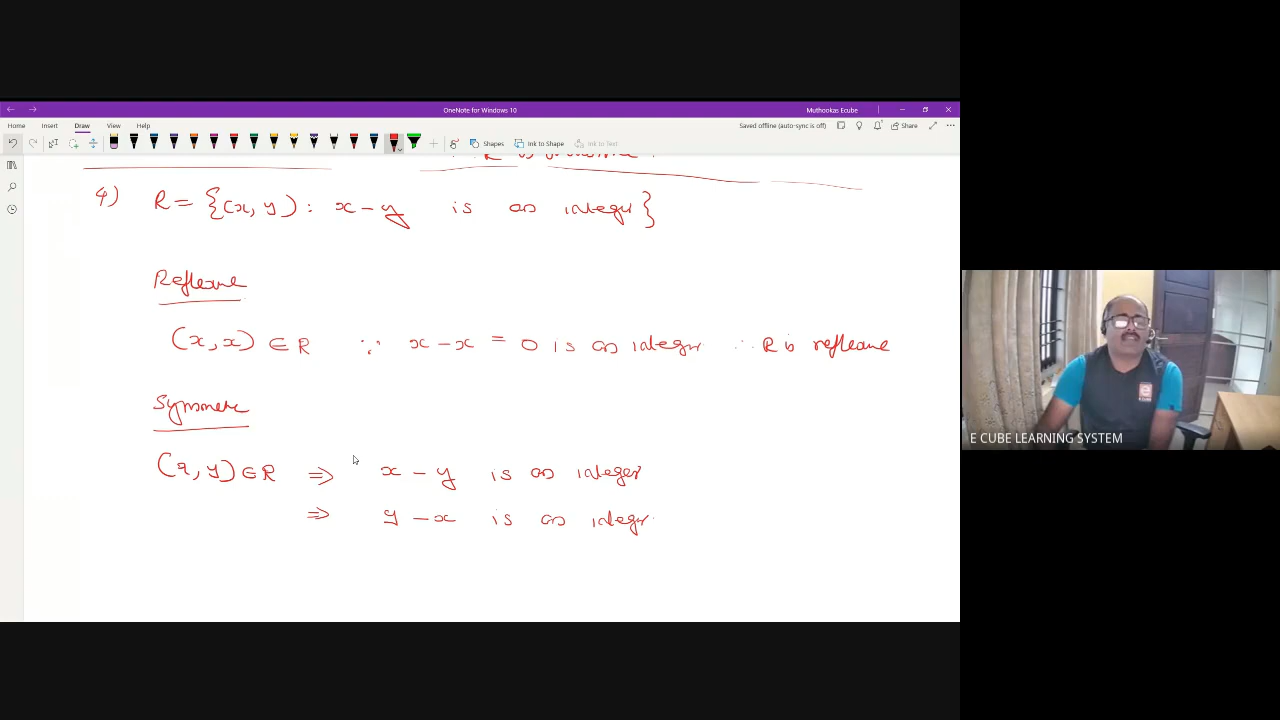 OneNote for Windows 10
Muthookas Ecube
Home Insert Draw View Help
Saved offline (auto-sync is off)
Share
Shapes
Ink to Shape
Ink to Text
4) R = {(x, y) : x - y is an integer}
Reflexive
(x, x) ∈ R ∵ x - x = 0 is an integer ∴ R is reflexive
Symmetric
(x, y) ∈ R ⇒ x - y is an integer
⇒ y - x is an integer
E CUBE
E CUBE LEARNING SYSTEM